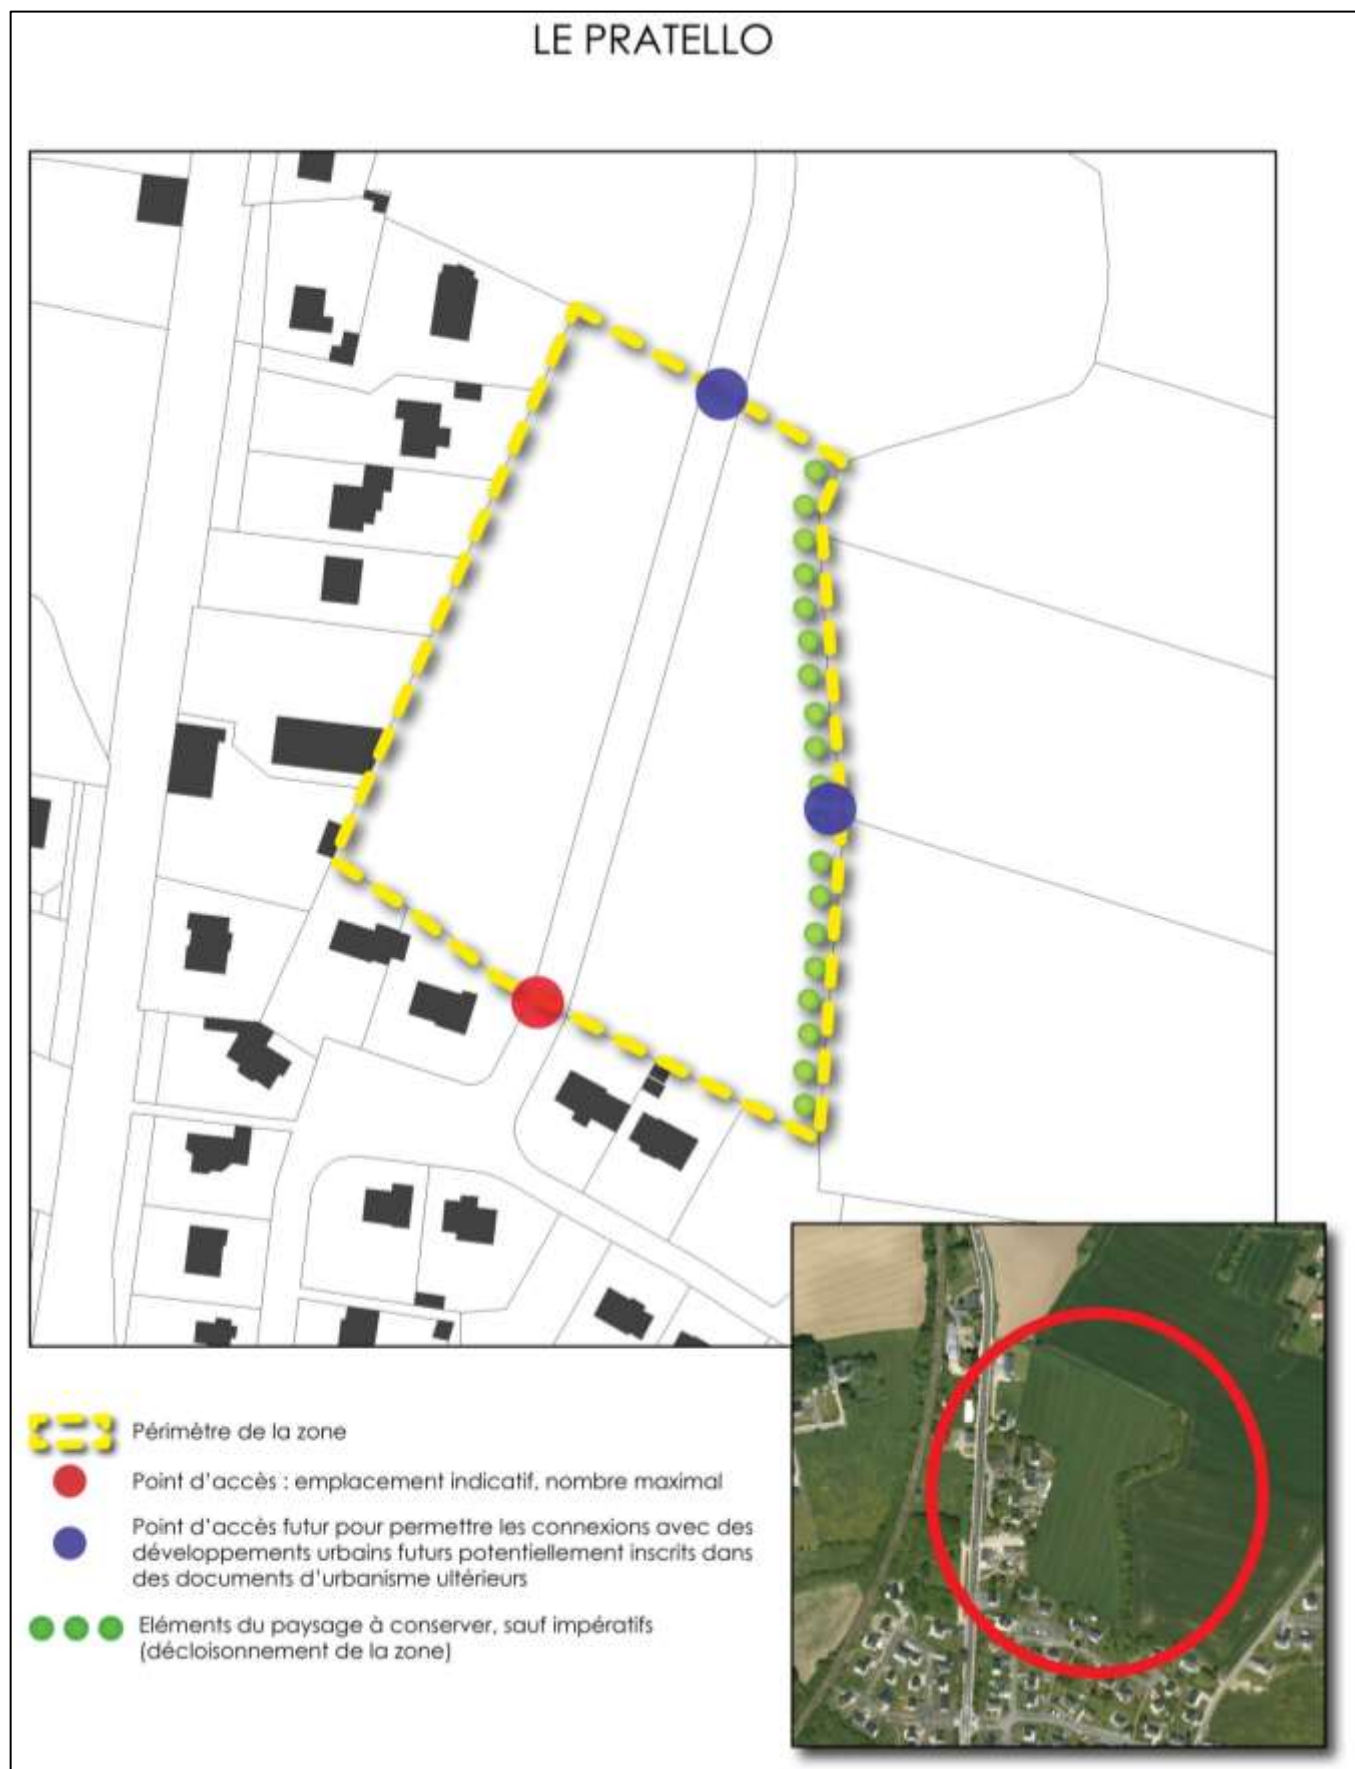 LE PRATELLO
Périmètre de la zone
Point d'accès : emplacement indicatif, nombre maximal
Point d'accès futur pour permettre les connexions avec des
développements urbains futurs potentiellement inscrits dans
des documents d'urbanisme ultérieurs
Eléments du paysage à conserver, sauf impératifs
(décloisonnement de la zone)